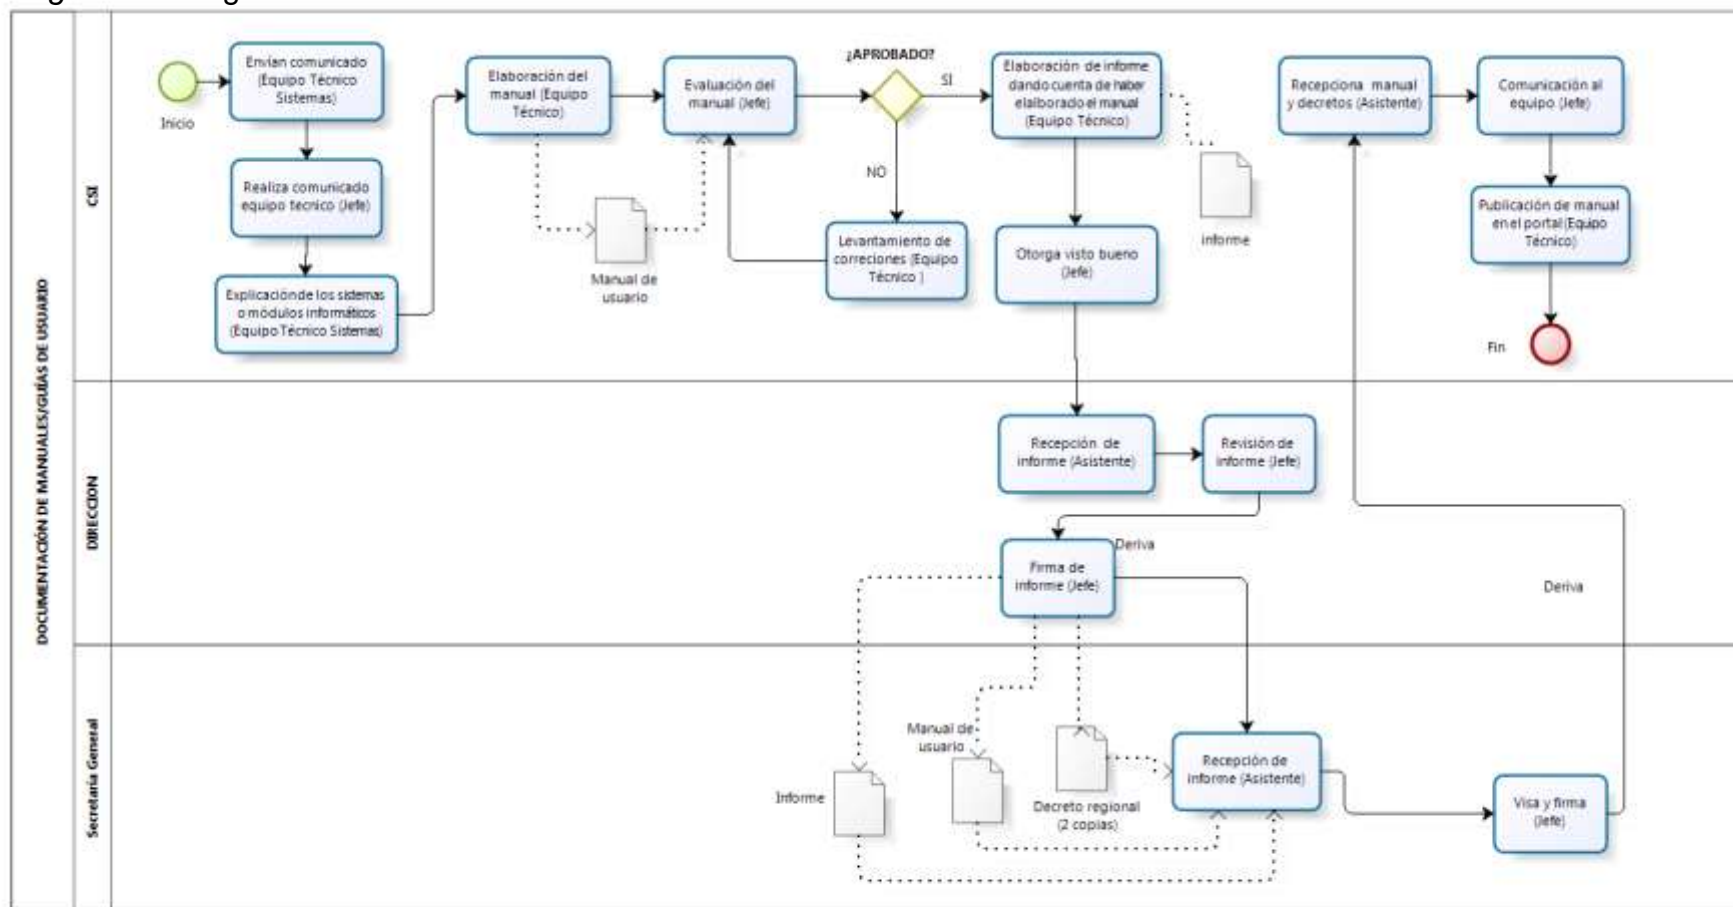 DOCUMENTACIÓN DE MANUALES/GUÍAS DE USUARIO
CSI
Inicio
Envían comunicado
(Equipo Técnico
Sistemas)
Realiza comunicado
equipo tecnico (Jefe)
Explicación de los sistemas
o módulos informáticos
(Equipo Técnico Sistemas)
Elaboración del
manual (Equipo
Técnico)
Manual de
usuario
Evaluación del
manual (Jefe)
¿APROBADO?
SI
NO
Levantamiento de
correciones (Equipo
Técnico )
Elaboración de informe
dando cuenta de haber
elalborado el manual
(Equipo Técnico)
informe
Otorga visto bueno
(Jefe)
Recepciona manual
y decretos (Asistente)
Comunicación al
equipo (Jefe)
Publicación de manual
en el portal (Equipo
Técnico)
Fin
DIRECCION
Recepción de
informe (Asistente)
Revisión de
informe (Jefe)
Firma de
informe (Jefe)
Deriva
Deriva
Secretaría General
Informe
Manual de
usuario
Decreto regional
(2 copias)
Recepción de
informe (Asistente)
Visa y firma
(Jefe)